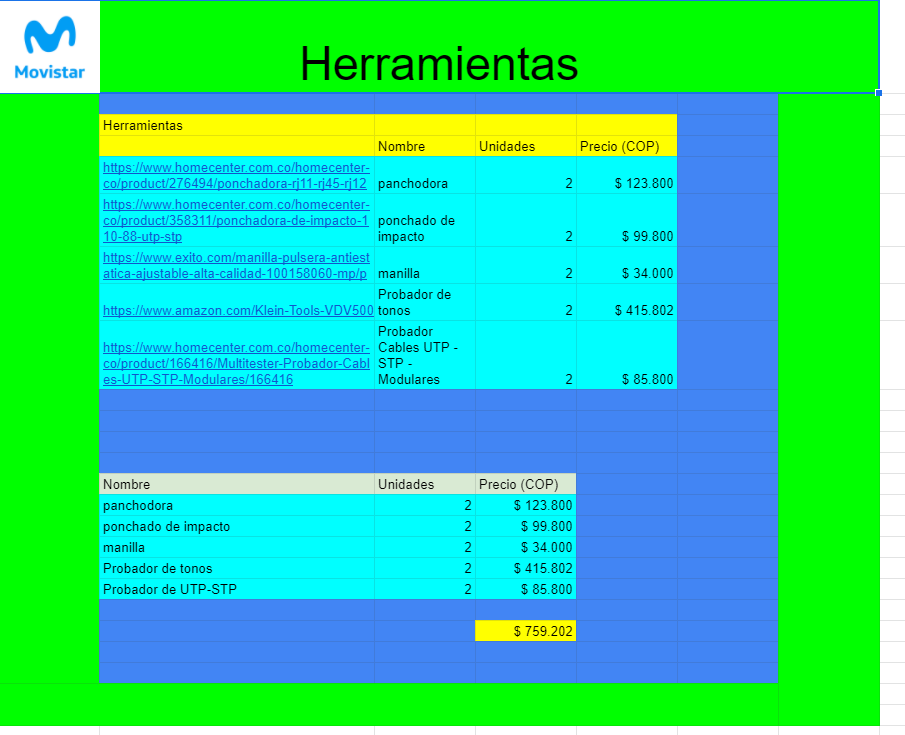 Movistar
Herramientas
Herramientas
Nombre Unidades Precio (COP)
https://www.homecenter.com.co/homecenter-
co/product/276494/ponchadora-rj11-rj45-rj12 panchodora 2 $ 123.800
https://www.homecenter.com.co/homecenter-
co/product/358311/ponchadora-de-impacto-1 ponchado de
10-88-utp-stp impacto 2 $ 99.800
https://www.exito.com/manilla-pulsera-antiest
atica-ajustable-alta-calidad-100158060-mp/p manilla 2 $ 34.000
Probador de
https://www.amazon.com/Klein-Tools-VDV500 tonos 2 $ 415.802
Probador
https://www.homecenter.com.co/homecenter- Cables UTP -
co/product/166416/Multitester-Probador-Cabl STP -
es-UTP-STP-Modulares/166416 Modulares 2 $ 85.800
Nombre Unidades Precio (COP)
panchodora 2 $ 123.800
ponchado de impacto 2 $ 99.800
manilla 2 $ 34.000
Probador de tonos 2 $ 415.802
Probador de UTP-STP 2 $ 85.800
$ 759.202